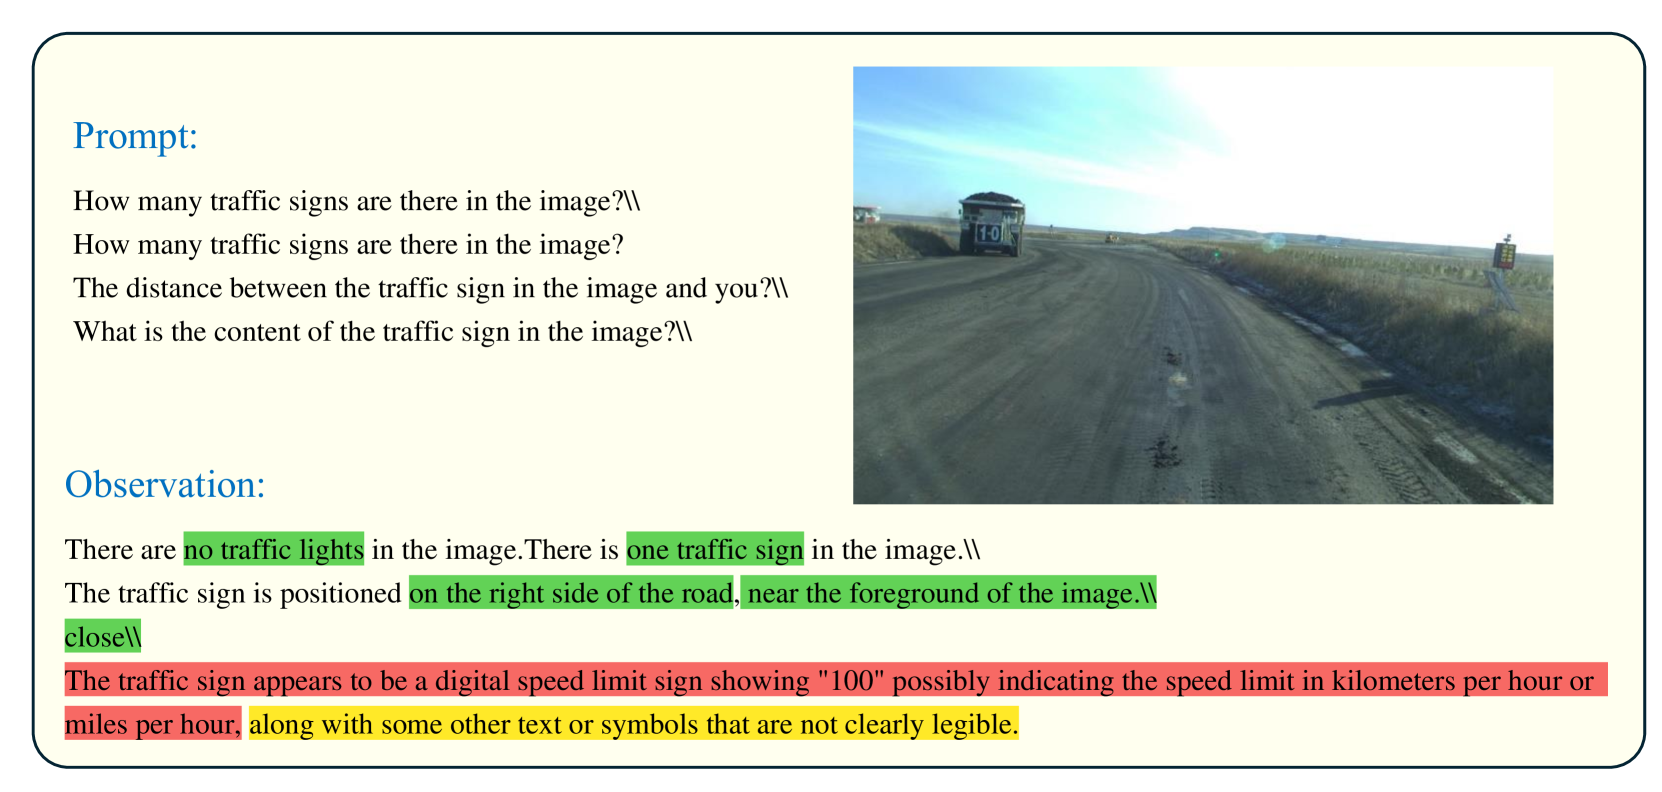 Prompt:
How many traffic signs are there in the image?\\
How many traffic signs are there in the image?
The distance between the traffic sign in the image and you?\\
What is the content of the traffic sign in the image?\\
1-0
Observation:
There are no traffic lights in the image.There is one traffic sign in the image.\\
The traffic sign is positioned on the right side of the road, near the foreground of the image.\\
close\\
The traffic sign appears to be a digital speed limit sign showing "100" possibly indicating the speed limit in kilometers per hour or
miles per hour, along with some other text or symbols that are not clearly legible.